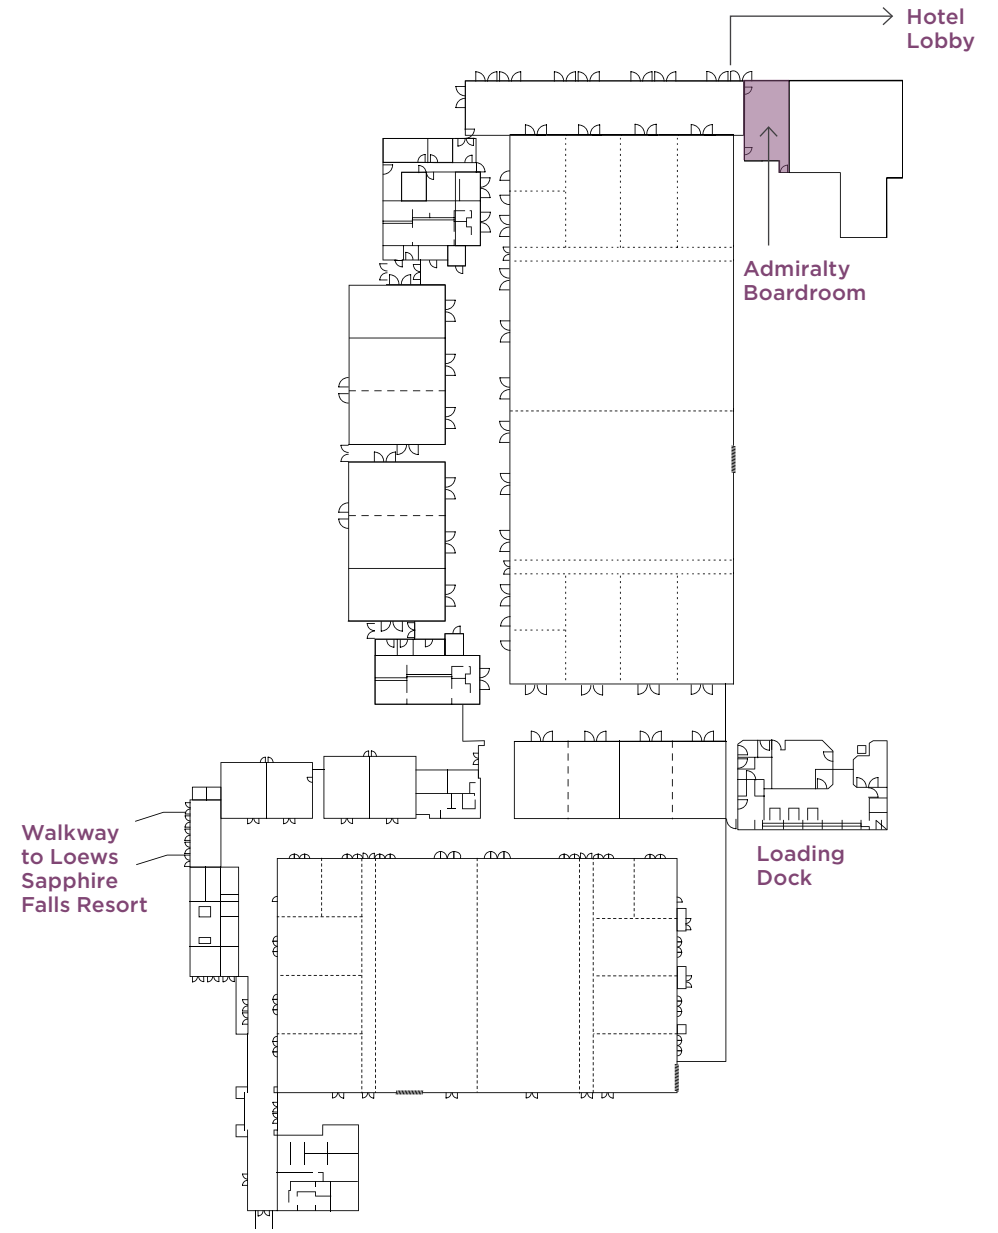 Hotel
Lobby
Admiralty
Boardroom
Walkway
to Loews
Sapphire
Falls Resort
Loading
Dock